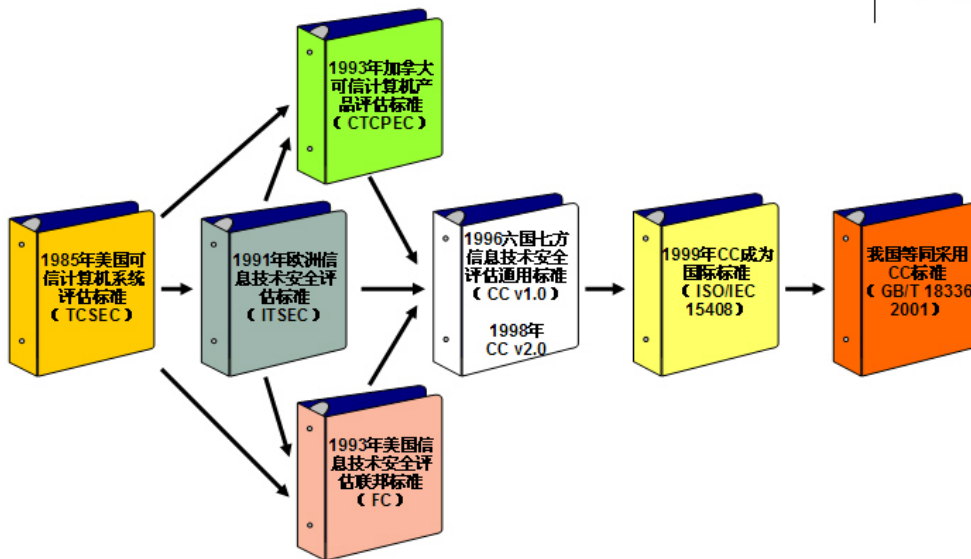 1993年加拿大
可信计算机产
品评估标准
（CTCPEC）
1985年美国可
信计算机系统
评估标准
（TCSEC）
1991年欧洲信
息技术安全评
估标准
（ITSEC）
1996六国七方
信息技术安全
评估通用标准
（CC v1.0）
1998年
CC v2.0
1999年CC成为
国际标准
（ISO/IEC
15408）
我国等同采用
CC标准
（GB/T 18336
2001）
1993年美国信
息技术安全评
估联邦标准
（FC）